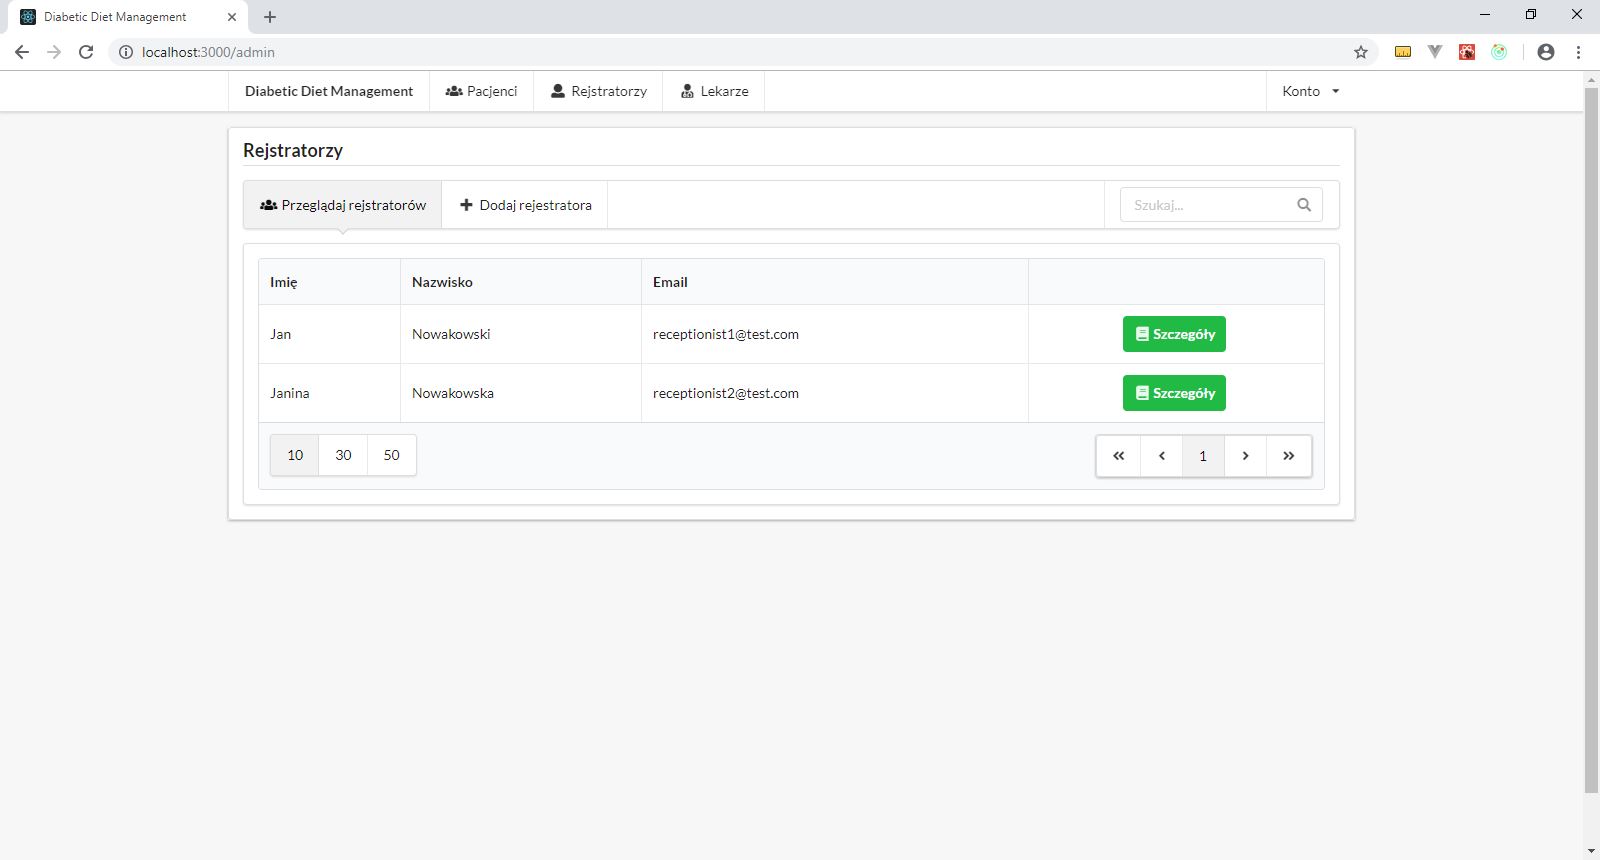 Diabetic Diet Management
localhost:3000/admin
Diabetic Diet Management Pacjenci Rejstratorzy Lekarze Konto
Rejstratorzy
Przeglądaj rejstratorów Dodaj rejestratora Szukaj...
Imię Nazwisko Email
Jan Nowakowski receptionist1@test.com Szczegóły
Janina Nowakowska receptionist2@test.com Szczegóły
10 30 50 « ‹ 1 › »